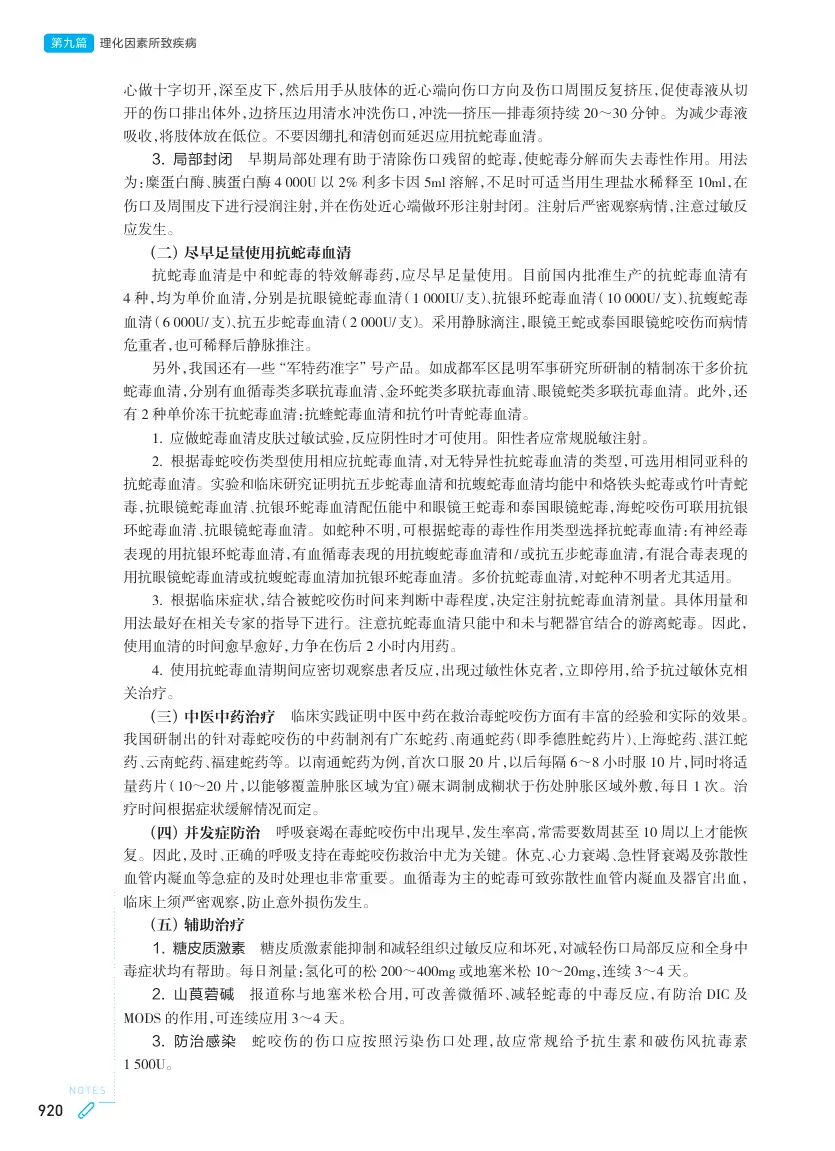 第九篇 理化因素所致疾病
心做十字切开,深至皮下,然后用手从肢体的近心端向伤口方向及伤口周围反复挤压,促使毒液从切
开的伤口排出体外,边挤压边用清水冲洗伤口,冲洗—挤压—排毒须持续 20～30 分钟。为减少毒液
吸收,将肢体放在低位。不要因绷扎和清创而延迟应用抗蛇毒血清。
3. 局部封闭　早期局部处理有助于清除伤口残留的蛇毒,使蛇毒分解而失去毒性作用。用法
为:糜蛋白酶、胰蛋白酶 4 000U 以 2% 利多卡因 5ml 溶解,不足时可适当用生理盐水稀释至 10ml,在
伤口及周围皮下进行浸润注射,并在伤处近心端做环形注射封闭。注射后严密观察病情,注意过敏反
应发生。
（二）尽早足量使用抗蛇毒血清
抗蛇毒血清是中和蛇毒的特效解毒药,应尽早足量使用。目前国内批准生产的抗蛇毒血清有
4 种,均为单价血清,分别是抗眼镜蛇毒血清（1 000IU/ 支）、抗银环蛇毒血清（10 000U/ 支）、抗蝮蛇毒
血清（6 000U/ 支）、抗五步蛇毒血清（2 000U/ 支）。采用静脉滴注,眼镜王蛇或泰国眼镜蛇咬伤而病情
危重者,也可稀释后静脉推注。
另外,我国还有一些“军特药准字”号产品。如成都军区昆明军事研究所研制的精制冻干多价抗
蛇毒血清,分别有血循毒类多联抗毒血清、金环蛇类多联抗毒血清、眼镜蛇类多联抗毒血清。此外,还
有 2 种单价冻干抗蛇毒血清:抗蝰蛇毒血清和抗竹叶青蛇毒血清。
1. 应做蛇毒血清皮肤过敏试验,反应阴性时才可使用。阳性者应常规脱敏注射。
2. 根据毒蛇咬伤类型使用相应抗蛇毒血清,对无特异性抗蛇毒血清的类型,可选用相同亚科的
抗蛇毒血清。实验和临床研究证明抗五步蛇毒血清和抗蝮蛇毒血清均能中和烙铁头蛇毒或竹叶青蛇
毒,抗眼镜蛇毒血清、抗银环蛇毒血清配伍能中和眼镜王蛇毒和泰国眼镜蛇毒,海蛇咬伤可联用抗银
环蛇毒血清、抗眼镜蛇毒血清。如蛇种不明,可根据蛇毒的毒性作用类型选择抗蛇毒血清:有神经毒
表现的用抗银环蛇毒血清,有血循毒表现的用抗蝮蛇毒血清和 / 或抗五步蛇毒血清,有混合毒表现的
用抗眼镜蛇毒血清或抗蝮蛇毒血清加抗银环蛇毒血清。多价抗蛇毒血清,对蛇种不明者尤其适用。
3. 根据临床症状,结合被蛇咬伤时间来判断中毒程度,决定注射抗蛇毒血清剂量。具体用量和
用法最好在相关专家的指导下进行。注意抗蛇毒血清只能中和未与靶器官结合的游离蛇毒。因此,
使用血清的时间愈早愈好,力争在伤后 2 小时内用药。
4. 使用抗蛇毒血清期间应密切观察患者反应,出现过敏性休克者,立即停用,给予抗过敏休克相
关治疗。
（三）中医中药治疗　临床实践证明中医中药在救治毒蛇咬伤方面有丰富的经验和实际的效果。
我国研制出的针对毒蛇咬伤的中药制剂有广东蛇药、南通蛇药（即季德胜蛇药片）、上海蛇药、湛江蛇
药、云南蛇药、福建蛇药等。以南通蛇药为例,首次口服 20 片,以后每隔 6～8 小时服 10 片,同时将适
量药片（10～20 片,以能够覆盖肿胀区域为宜）碾末调制成糊状于伤处肿胀区域外敷,每日 1 次。治
疗时间根据症状缓解情况而定。
（四）并发症防治　呼吸衰竭在毒蛇咬伤中出现早,发生率高,常需要数周甚至 10 周以上才能恢
复。因此,及时、正确的呼吸支持在毒蛇咬伤救治中尤为关键。休克、心力衰竭、急性肾衰竭及弥散性
血管内凝血等急症的及时处理也非常重要。血循毒为主的蛇毒可致弥散性血管内凝血及器官出血,
临床上须严密观察,防止意外损伤发生。
（五）辅助治疗
1. 糖皮质激素　糖皮质激素能抑制和减轻组织过敏反应和坏死,对减轻伤口局部反应和全身中
毒症状均有帮助。每日剂量:氢化可的松 200～400mg 或地塞米松 10～20mg,连续 3～4 天。
2. 山莨菪碱　报道称与地塞米松合用,可改善微循环、减轻蛇毒的中毒反应,有防治 DIC 及
MODS 的作用,可连续应用 3～4 天。
3. 防治感染　蛇咬伤的伤口应按照污染伤口处理,故应常规给予抗生素和破伤风抗毒素
1 500U。
NOTES
920